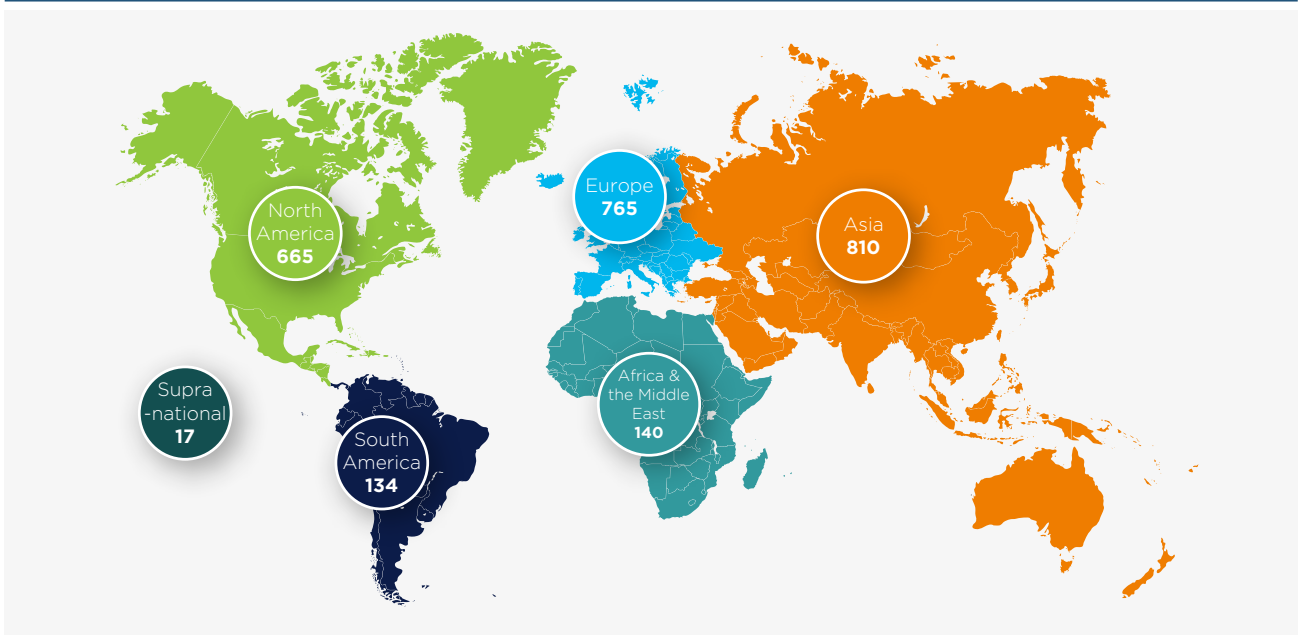 North
America
665
Europe
765
Asia
810
Supra
-national
17
South
America
134
Africa &
the Middle
East
140